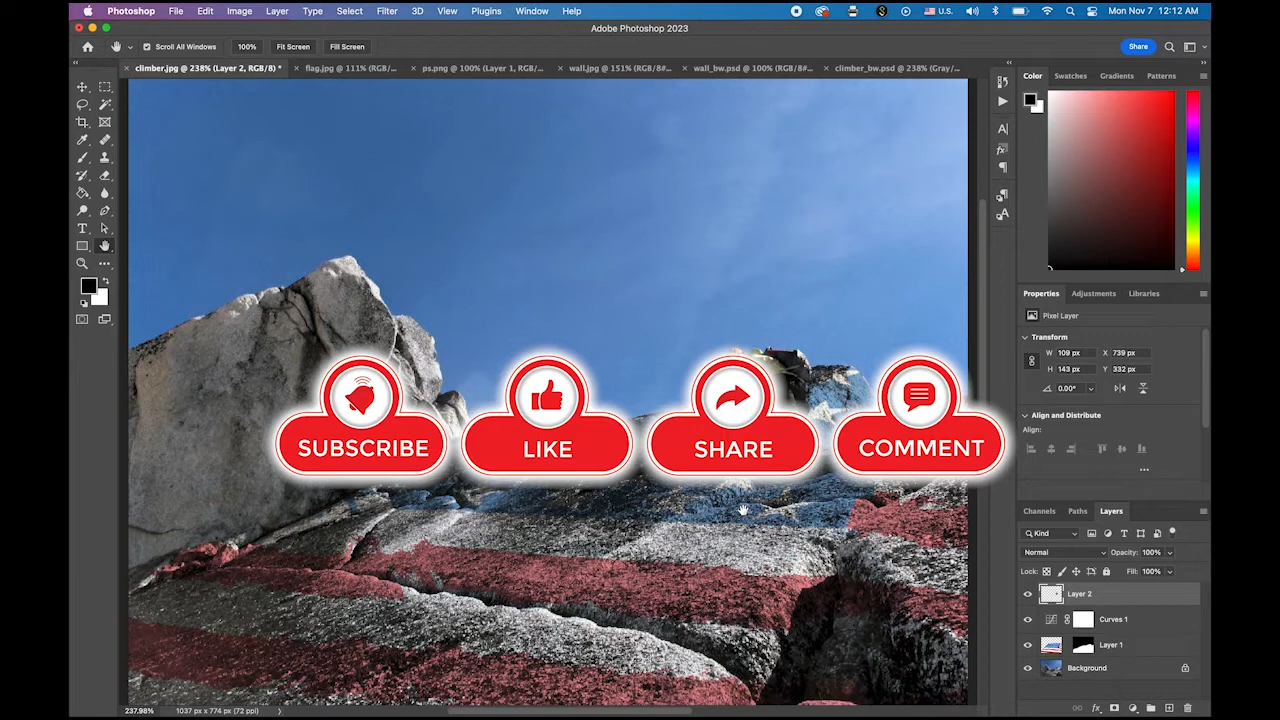 Photoshop File Edit Image Layer Type Select Filter 3D View Plugins Window Help U.S. Mon Nov 7 12:12 AM
Adobe Photoshop 2023
Scroll All Windows 100% Fit Screen Fill Screen Share
climber.jpg @ 238% (Layer 2, RGB/8) * flag.jpg @ 111% (RGB/... ps.png @ 100% (Layer 1, RGB/... wall.jpg @ 151% (RGB/8#... wall_bw.psd @ 100% (RGB/8#... climber_bw.psd @ 238% (Gray/...
Color Swatches Gradients Patterns
Properties Adjustments Libraries
Pixel Layer
Transform
W 109 px X 739 px
H 143 px Y 332 px
0.00°
Align and Distribute
Align:
SUBSCRIBE LIKE SHARE COMMENT
Channels Paths Layers
Kind
Normal Opacity: 100%
Lock: Fill: 100%
Layer 2
Curves 1
Layer 1
Background
237.98% 1037 px x 774 px (72 ppi)